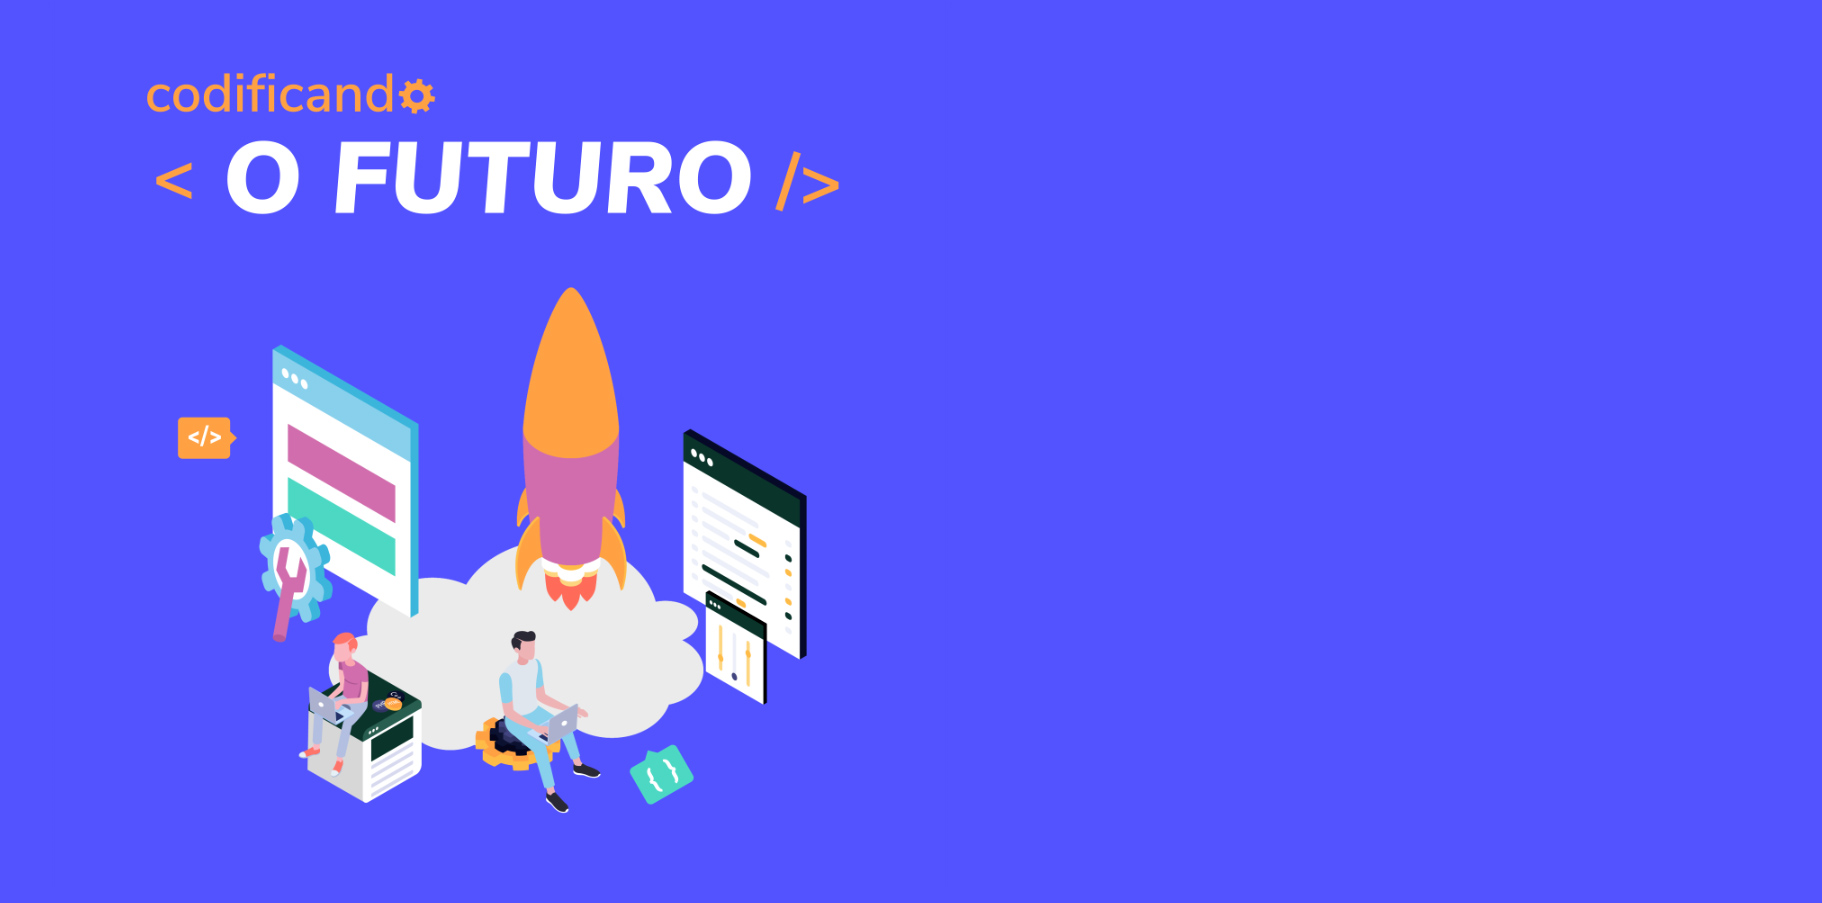 codificando
< O FUTURO />
</>
{ }